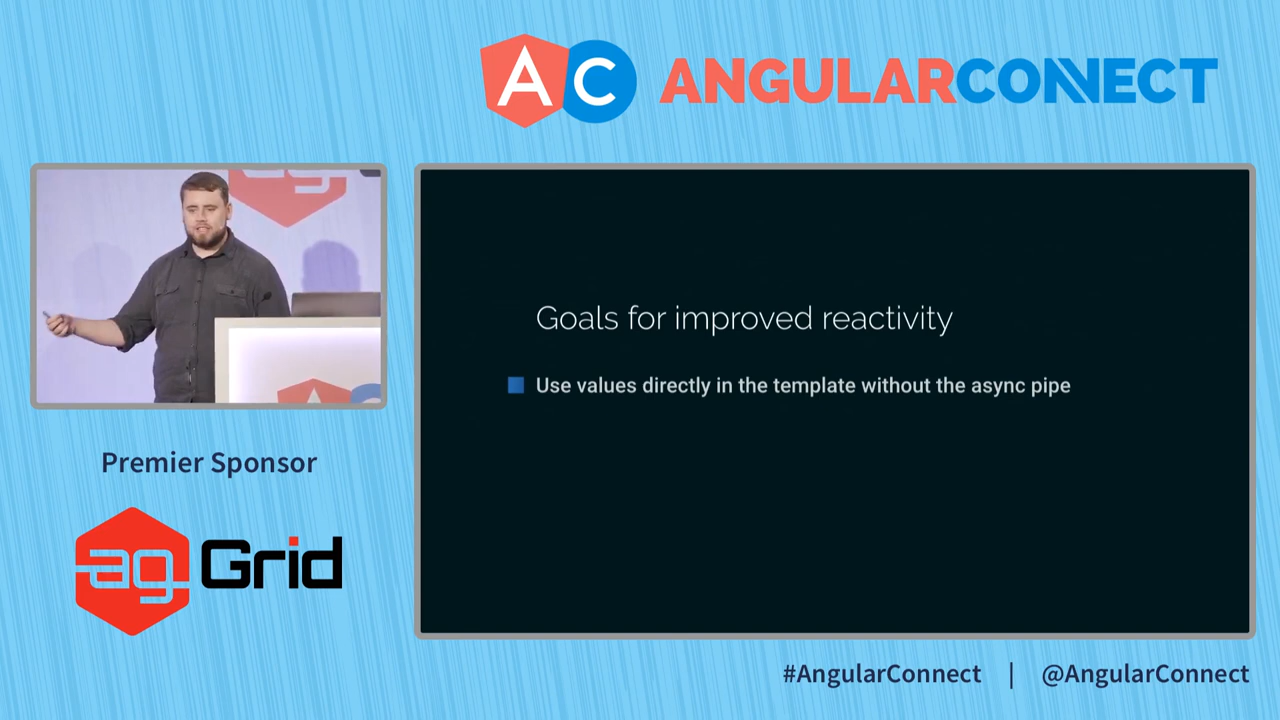 AC ANGULARCONNECT
ag
Goals for improved reactivity
Use values directly in the template without the async pipe
Premier Sponsor
ag Grid
#AngularConnect | @AngularConnect